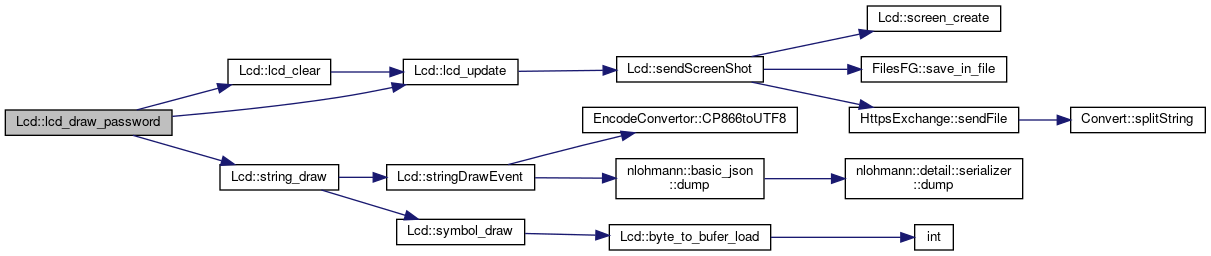 Lcd::lcd_draw_password
Lcd::lcd_clear
Lcd::lcd_update
Lcd::sendScreenShot
Lcd::screen_create
FilesFG::save_in_file
HttpsExchange::sendFile
Convert::splitString
Lcd::string_draw
Lcd::stringDrawEvent
EncodeConvertor::CP866toUTF8
nlohmann::basic_json
::dump
nlohmann::detail::serializer
::dump
Lcd::symbol_draw
Lcd::byte_to_bufer_load
int